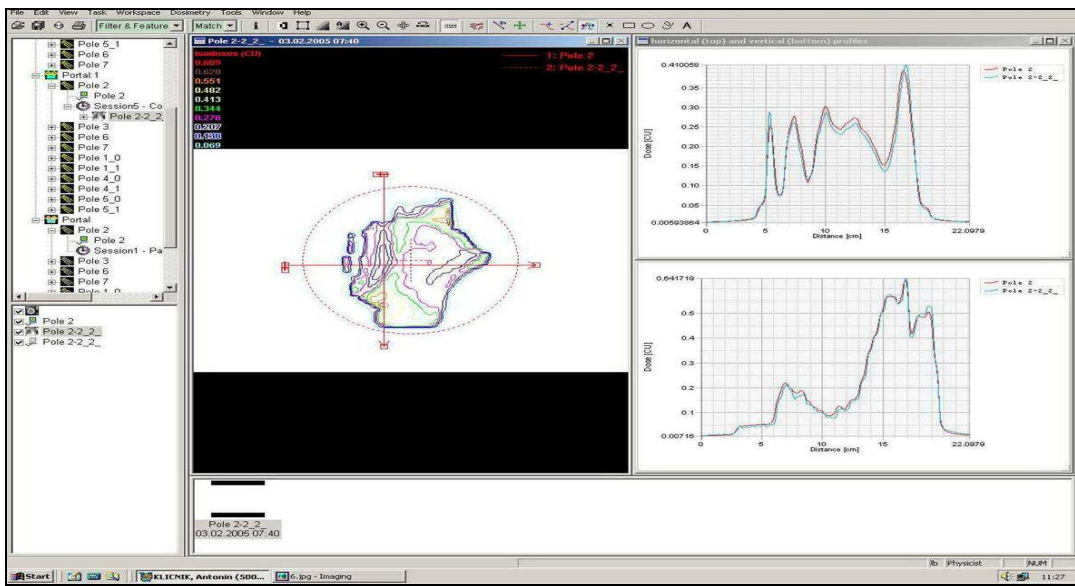 File Edit View Task Workspace Dosimetry Tools Window Help
Filter & Feature Match
Pole 5_1
Pole 6
Pole 7
Portal:1
Pole 2
Pole 2
Session5 - Co
Pole 2-2_2
Pole 3
Pole 6
Pole 7
Pole 1_0
Pole 1_1
Pole 4_0
Pole 4_1
Pole 5_0
Pole 5_1
Portal
Pole 2
Pole 2
Session1 - Pa
Pole 3
Pole 6
Pole 7
Pole 1_0
Pole 2
Pole 2-2_2_
Pole 2-2_2_
Pole 2-2_2_ - 03.02.2005 07:40
Isodoses (CU)
0.689
0.620
0.551
0.482
0.413
0.344
0.276
0.207
0.138
0.069
1: Pole 2
2: Pole 2-2_2_
Pole 2-2_2_
03.02.2005 07:40
horizontal (top) and vertical (bottom) profiles
0.410058
0.35
0.30
0.25
0.20
0.15
0.10
0.05
0.00593864
Dose [CU]
0 5 10 15 22.0979
Distance [cm]
Pole 2
Pole 2-2_2_
0.641719
0.5
0.4
0.3
0.2
0.1
0.00716
Dose [CU]
0 5 10 15 22.0979
Distance [cm]
Pole 2
Pole 2-2_2_
Physicist NUM
Start KLICNIK, Antonin (500... 6.jpg - Imaging 11:27